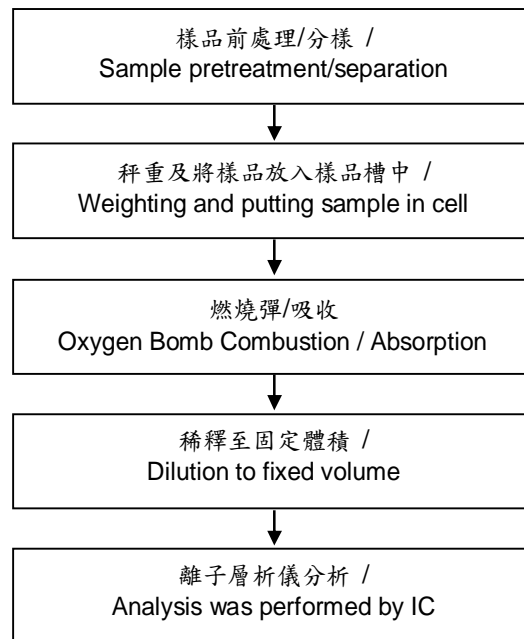 樣品前處理/分樣 /
Sample pretreatment/separation
秤重及將樣品放入樣品槽中 /
Weighting and putting sample in cell
燃燒彈/吸收
Oxygen Bomb Combustion / Absorption
稀釋至固定體積 /
Dilution to fixed volume
離子層析儀分析 /
Analysis was performed by IC